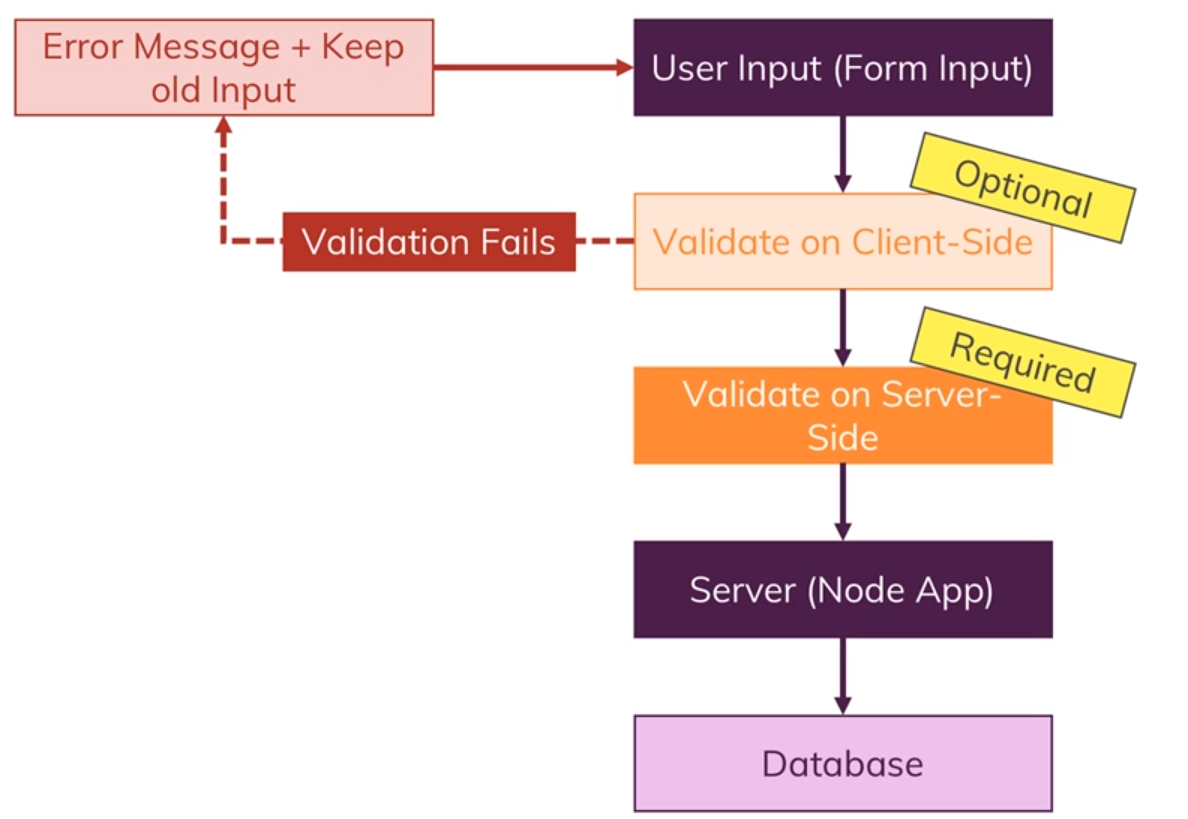 Error Message + Keep
old Input
User Input (Form Input)
Optional
Validation Fails
Validate on Client-Side
Required
Validate on Server-
Side
Server (Node App)
Database